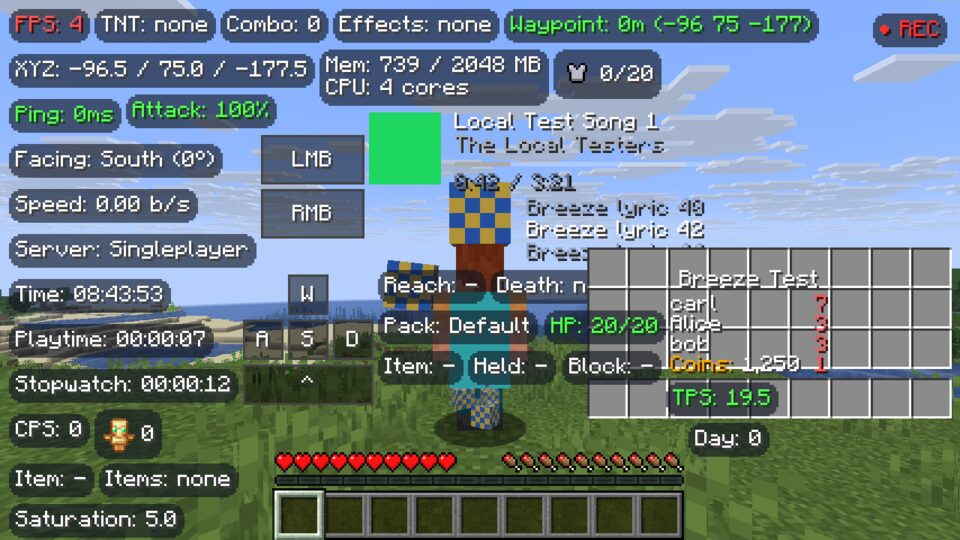 FPS: 4
TNT: none
Combo: 0
Effects: none
Waypoint: 0m (-96 75 -177)
REC
XYZ: -96.5 / 75.0 / -177.5
Mem: 739 / 2048 MB
CPU: 4 cores
0/20
Ping: 0ms
Attack: 100%
Local Test Song 1
The Local Testers
0:42 / 3:21
Facing: South (0°)
LMB
Speed: 0.00 b/s
RMB
Breeze lyric 42
Breeze lyric
Server: Singleplayer
Time: 08:43:53
W
Reach: -
Death: n
Breeze Test
carl 7
Alice 3
bob 3
Coins: 1,250 1
Playtime: 00:00:07
A
S
D
Pack: Default
HP: 20/20
Stopwatch: 00:00:12
^
Item: -
Held: -
Block: -
TPS: 19.5
CPS: 0
0
Day: 0
Item: -
Items: none
Saturation: 5.0